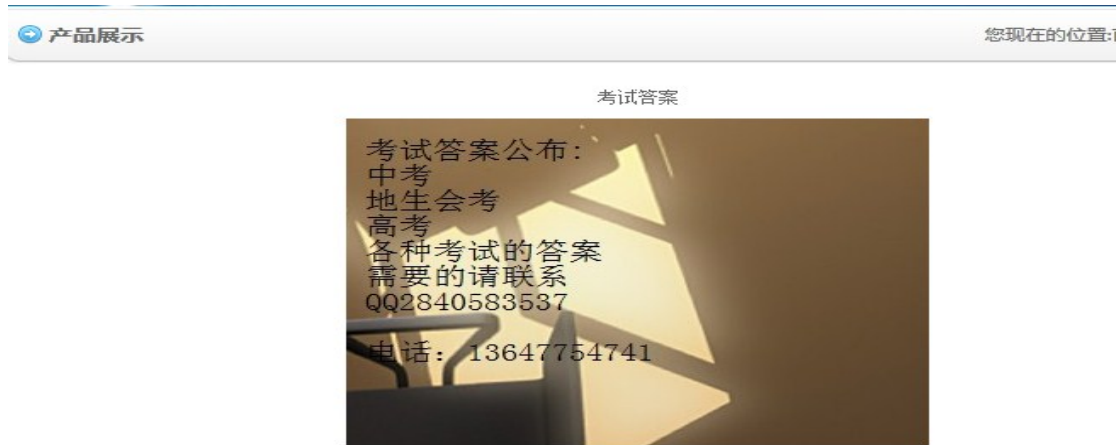 产品展示
您现在的位置:
考试答案
考试答案公布:
中考
地生会考
高考
各种考试的答案
需要的请联系
QQ2840583537
电话: 13647754741